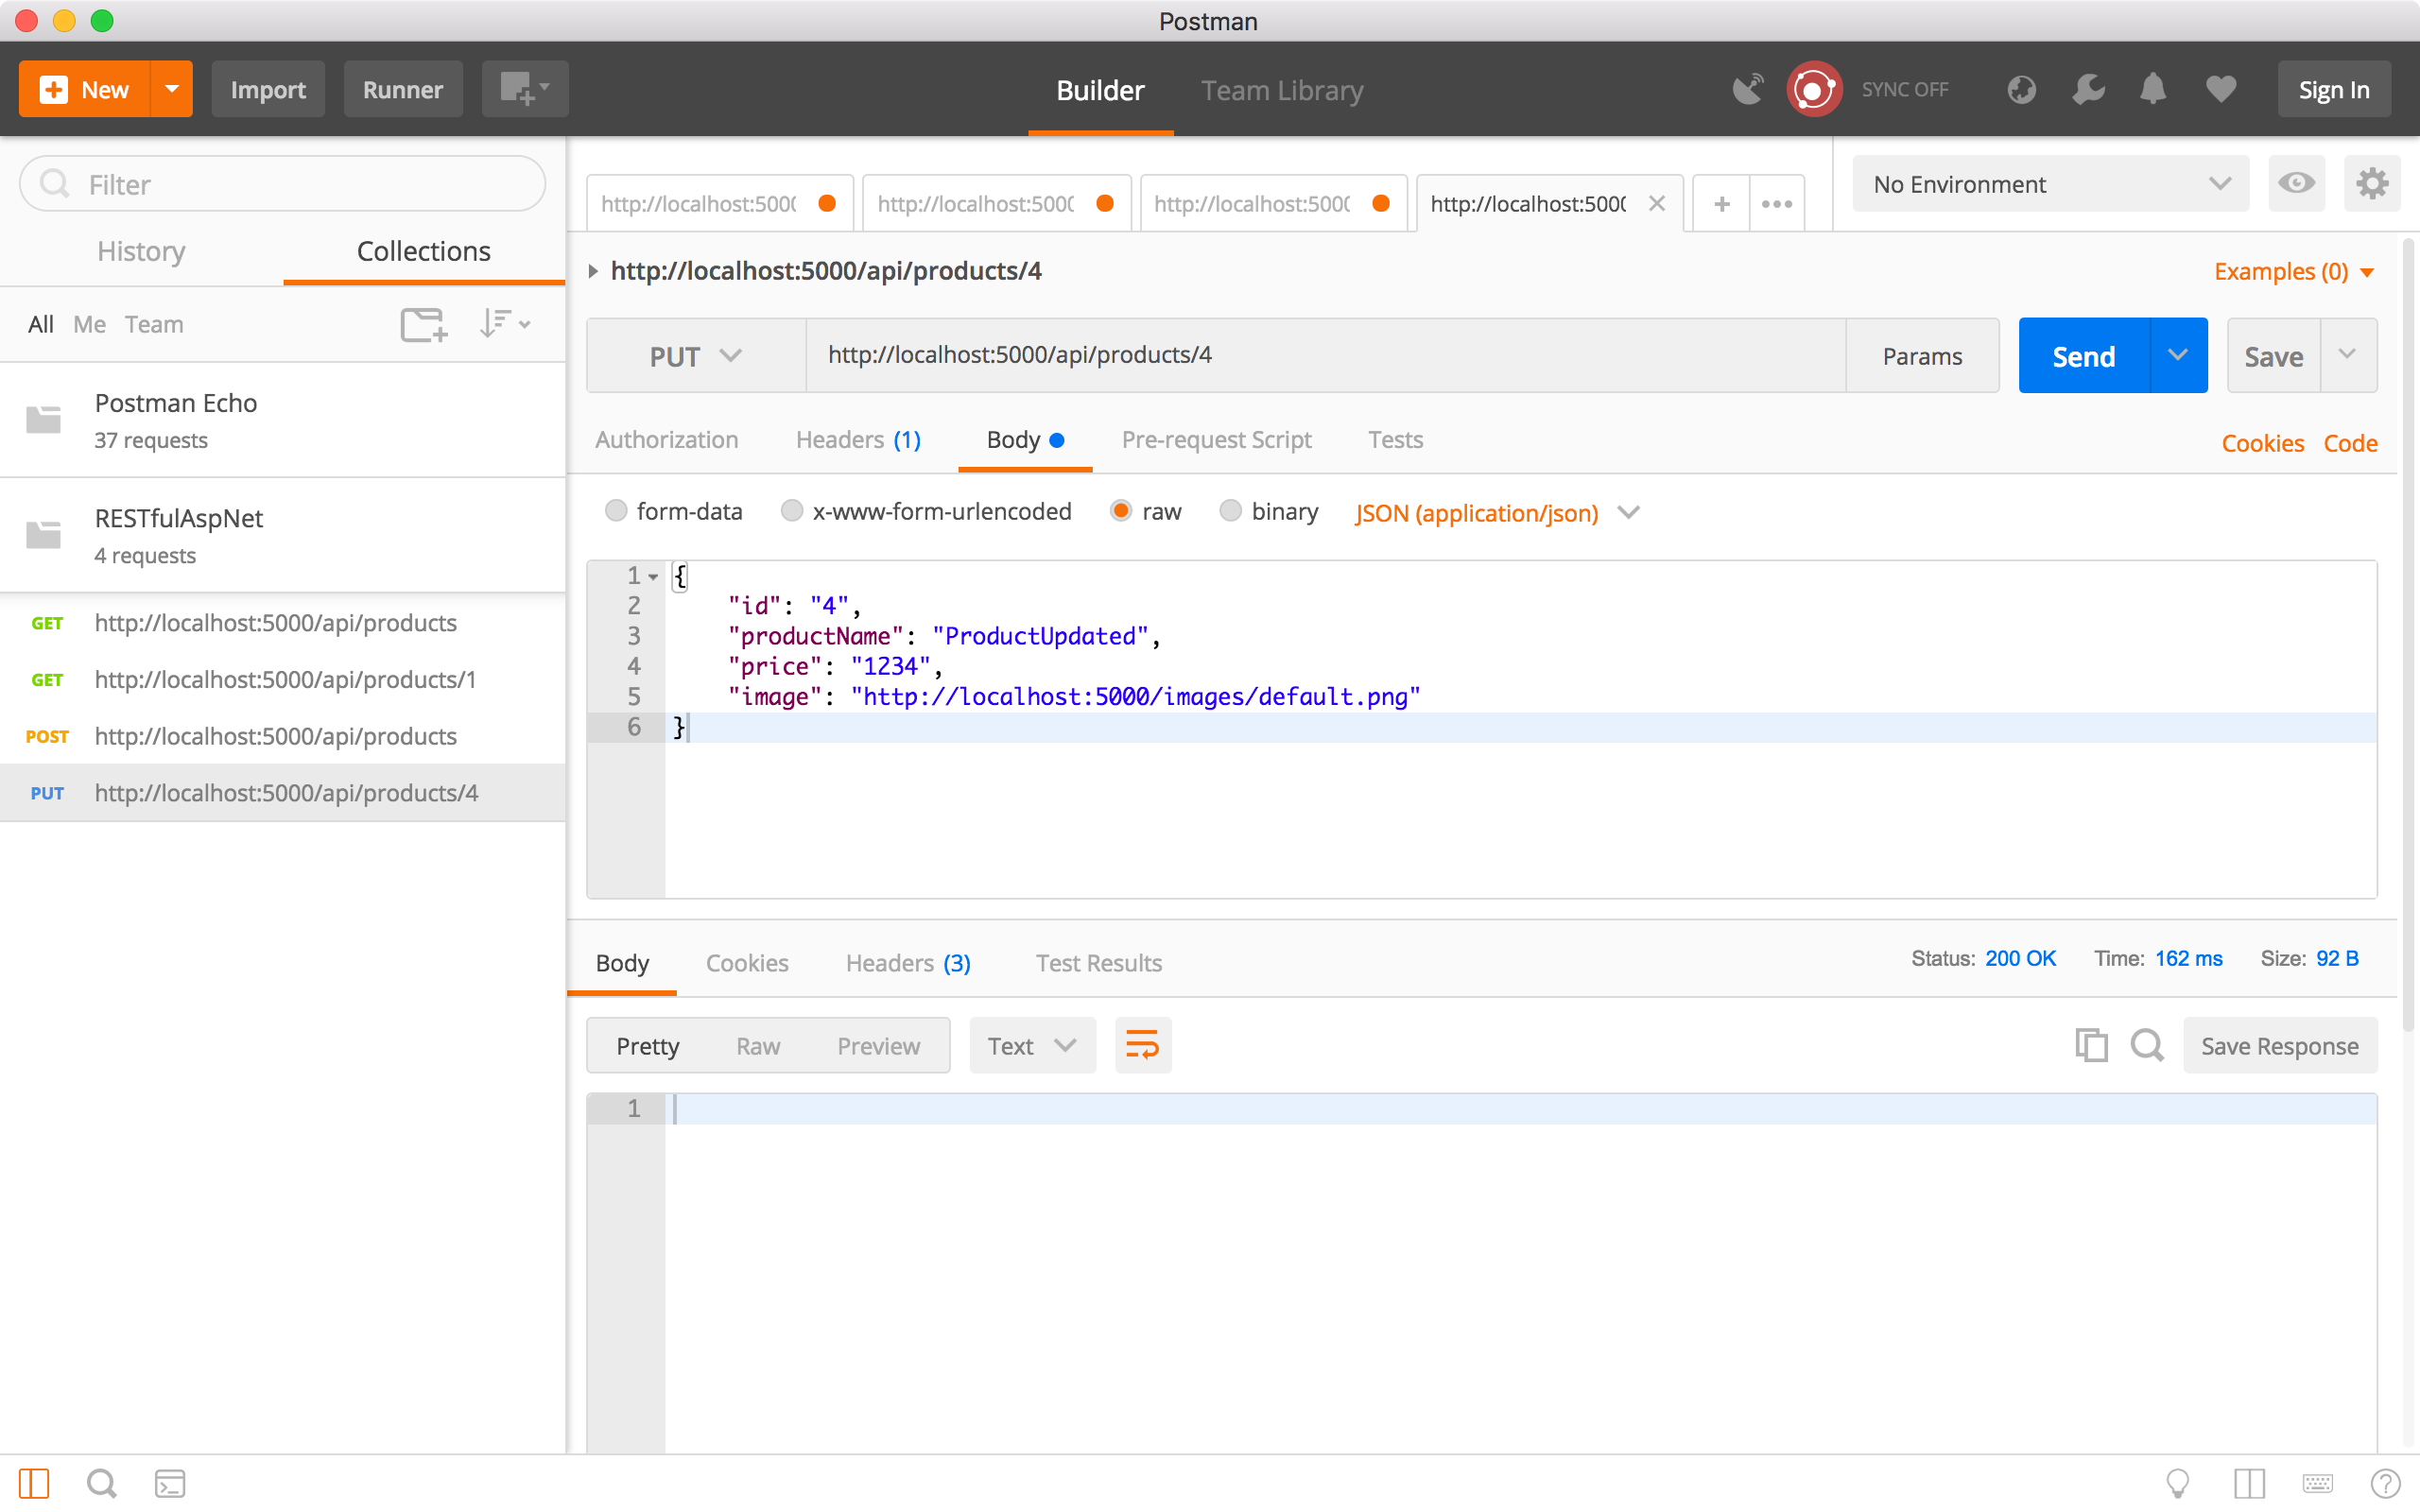 Postman
New
Import
Runner
Builder
Team Library
SYNC OFF
Sign In
Filter
History
Collections
All Me Team
Postman Echo
37 requests
RESTfulAspNet
4 requests
GET http://localhost:5000/api/products
GET http://localhost:5000/api/products/1
POST http://localhost:5000/api/products
PUT http://localhost:5000/api/products/4
http://localhost:5000
http://localhost:5000
http://localhost:5000
http://localhost:5000
No Environment
http://localhost:5000/api/products/4
Examples (0)
PUT
http://localhost:5000/api/products/4
Params
Send
Save
Authorization
Headers (1)
Body
Pre-request Script
Tests
Cookies
Code
form-data
x-www-form-urlencoded
raw
binary
JSON (application/json)
1 {
2 "id": "4",
3 "productName": "ProductUpdated",
4 "price": "1234",
5 "image": "http://localhost:5000/images/default.png"
6 }
Body
Cookies
Headers (3)
Test Results
Status: 200 OK
Time: 162 ms
Size: 92 B
Pretty
Raw
Preview
Text
Save Response
1